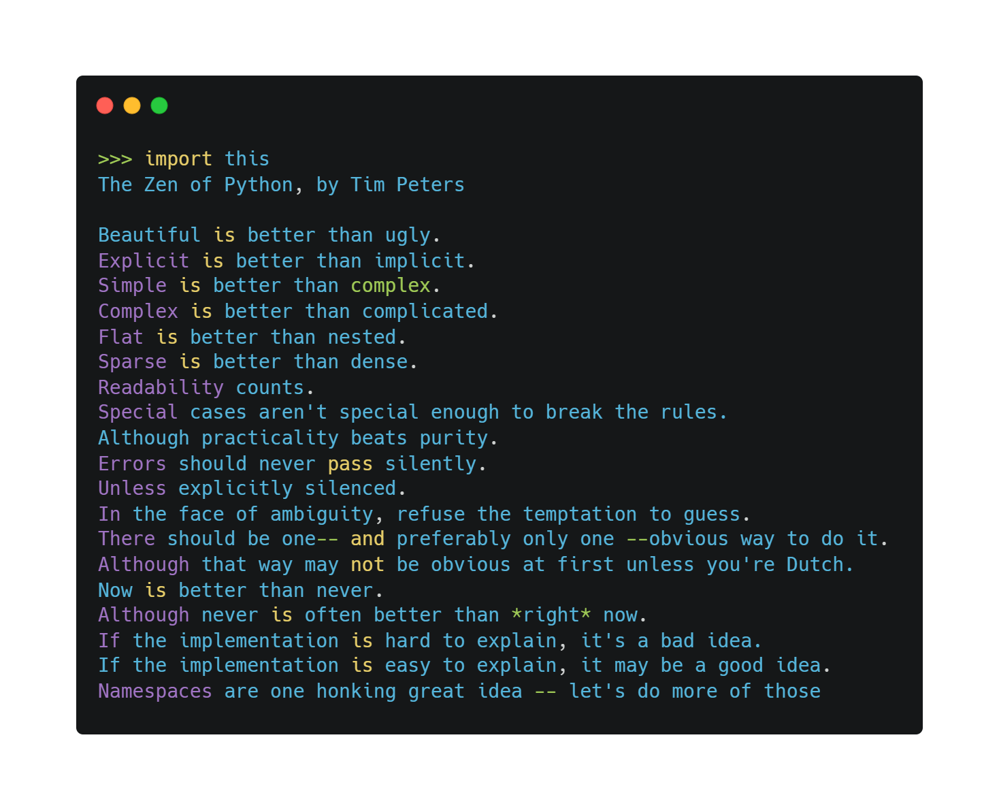 >>> import this
The Zen of Python, by Tim Peters
Beautiful is better than ugly.
Explicit is better than implicit.
Simple is better than complex.
Complex is better than complicated.
Flat is better than nested.
Sparse is better than dense.
Readability counts.
Special cases aren't special enough to break the rules.
Although practicality beats purity.
Errors should never pass silently.
Unless explicitly silenced.
In the face of ambiguity, refuse the temptation to guess.
There should be one-- and preferably only one --obvious way to do it.
Although that way may not be obvious at first unless you're Dutch.
Now is better than never.
Although never is often better than *right* now.
If the implementation is hard to explain, it's a bad idea.
If the implementation is easy to explain, it may be a good idea.
Namespaces are one honking great idea -- let's do more of those